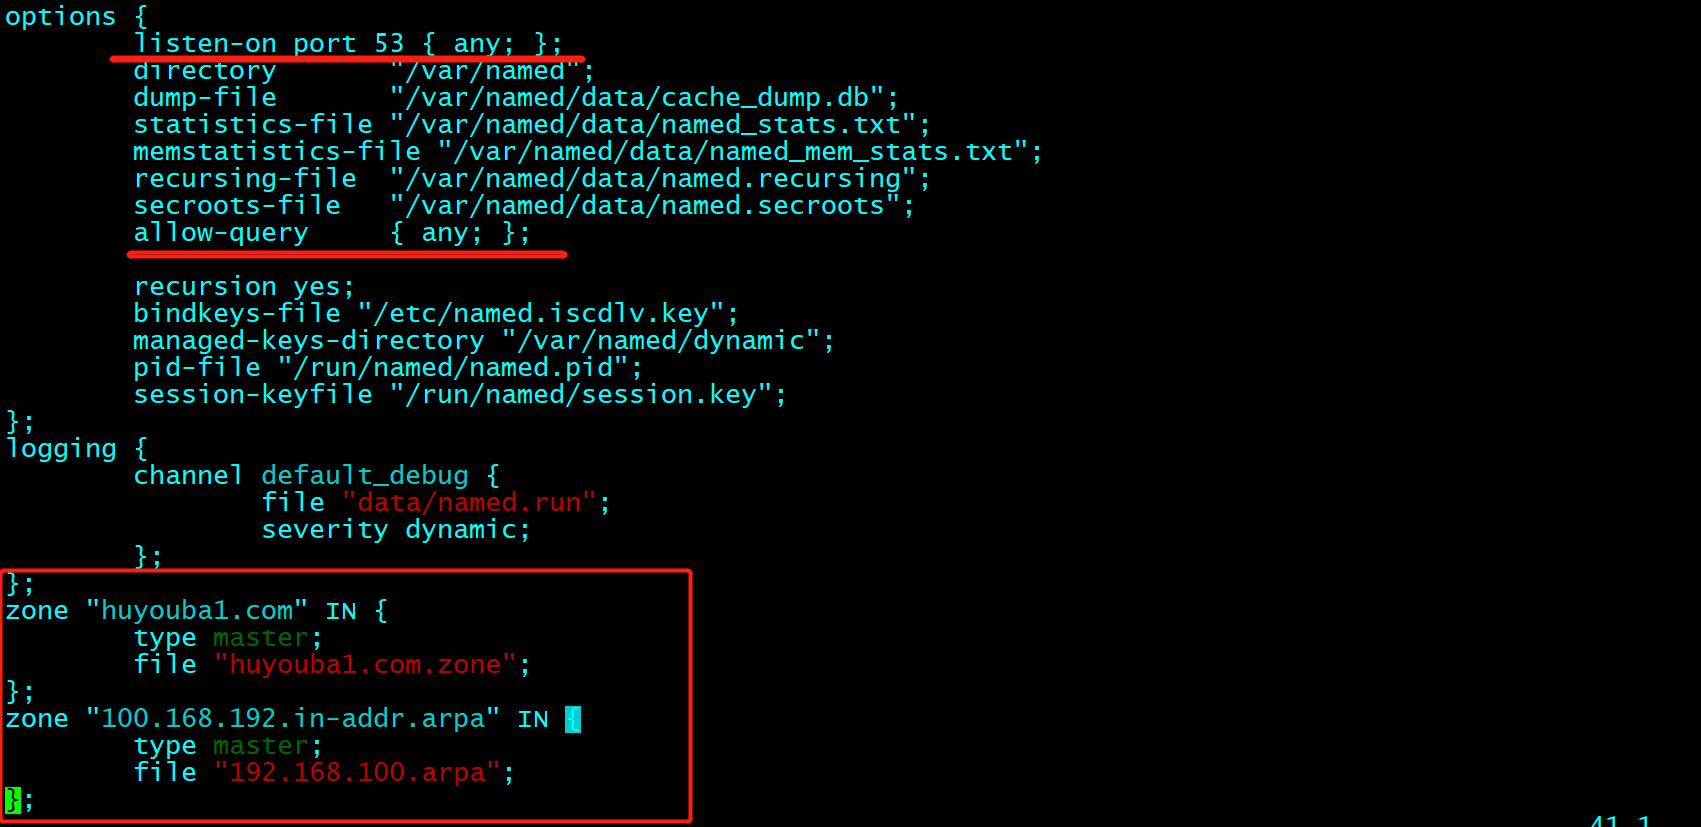 options {
        listen-on port 53 { any; };
        directory       "/var/named";
        dump-file       "/var/named/data/cache_dump.db";
        statistics-file "/var/named/data/named_stats.txt";
        memstatistics-file "/var/named/data/named_mem_stats.txt";
        recursing-file  "/var/named/data/named.recursing";
        secroots-file   "/var/named/data/named.secroots";
        allow-query     { any; };

        recursion yes;
        bindkeys-file "/etc/named.iscdlv.key";
        managed-keys-directory "/var/named/dynamic";
        pid-file "/run/named/named.pid";
        session-keyfile "/run/named/session.key";
};
logging {
        channel default_debug {
                file "data/named.run";
                severity dynamic;
        };
};
zone "huyouba1.com" IN {
        type master;
        file "huyouba1.com.zone";
};
zone "100.168.192.in-addr.arpa" IN {
        type master;
        file "192.168.100.arpa";
};
41,1